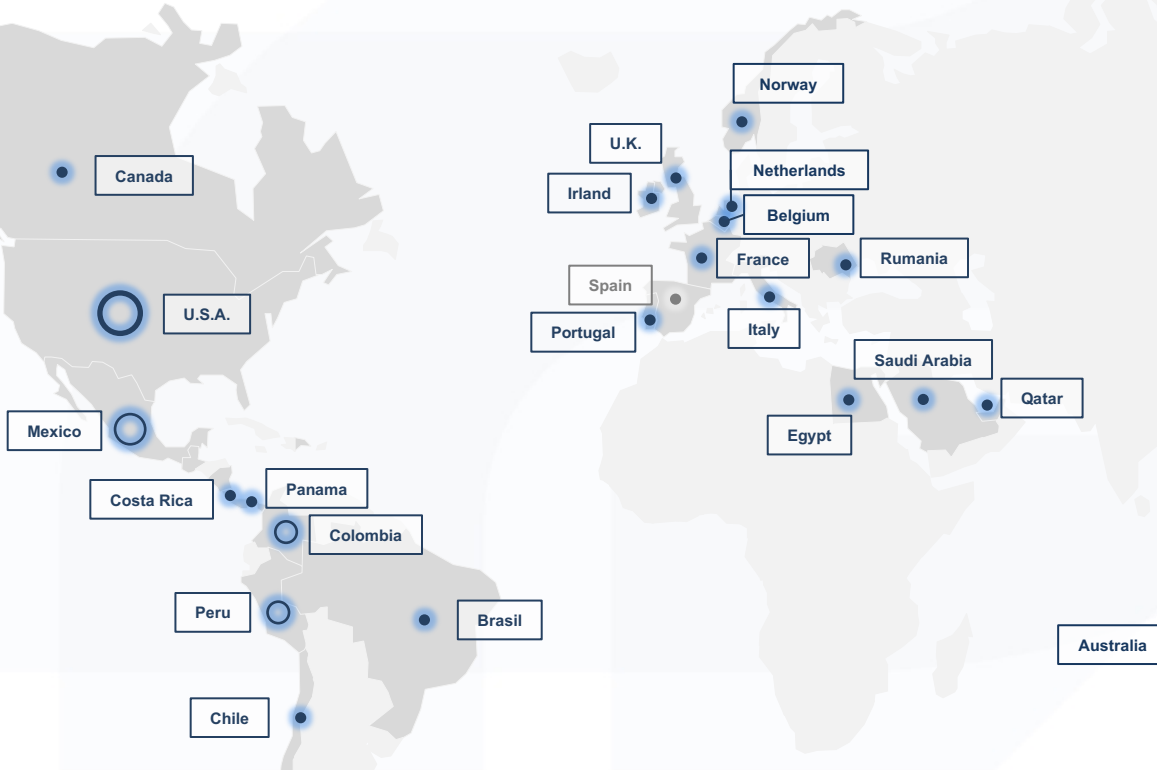 Norway
U.K.
Netherlands
Canada
Irland
Belgium
France
Rumania
Spain
U.S.A.
Portugal
Italy
Saudi Arabia
Qatar
Mexico
Egypt
Panama
Costa Rica
Colombia
Peru
Brasil
Australia
Chile